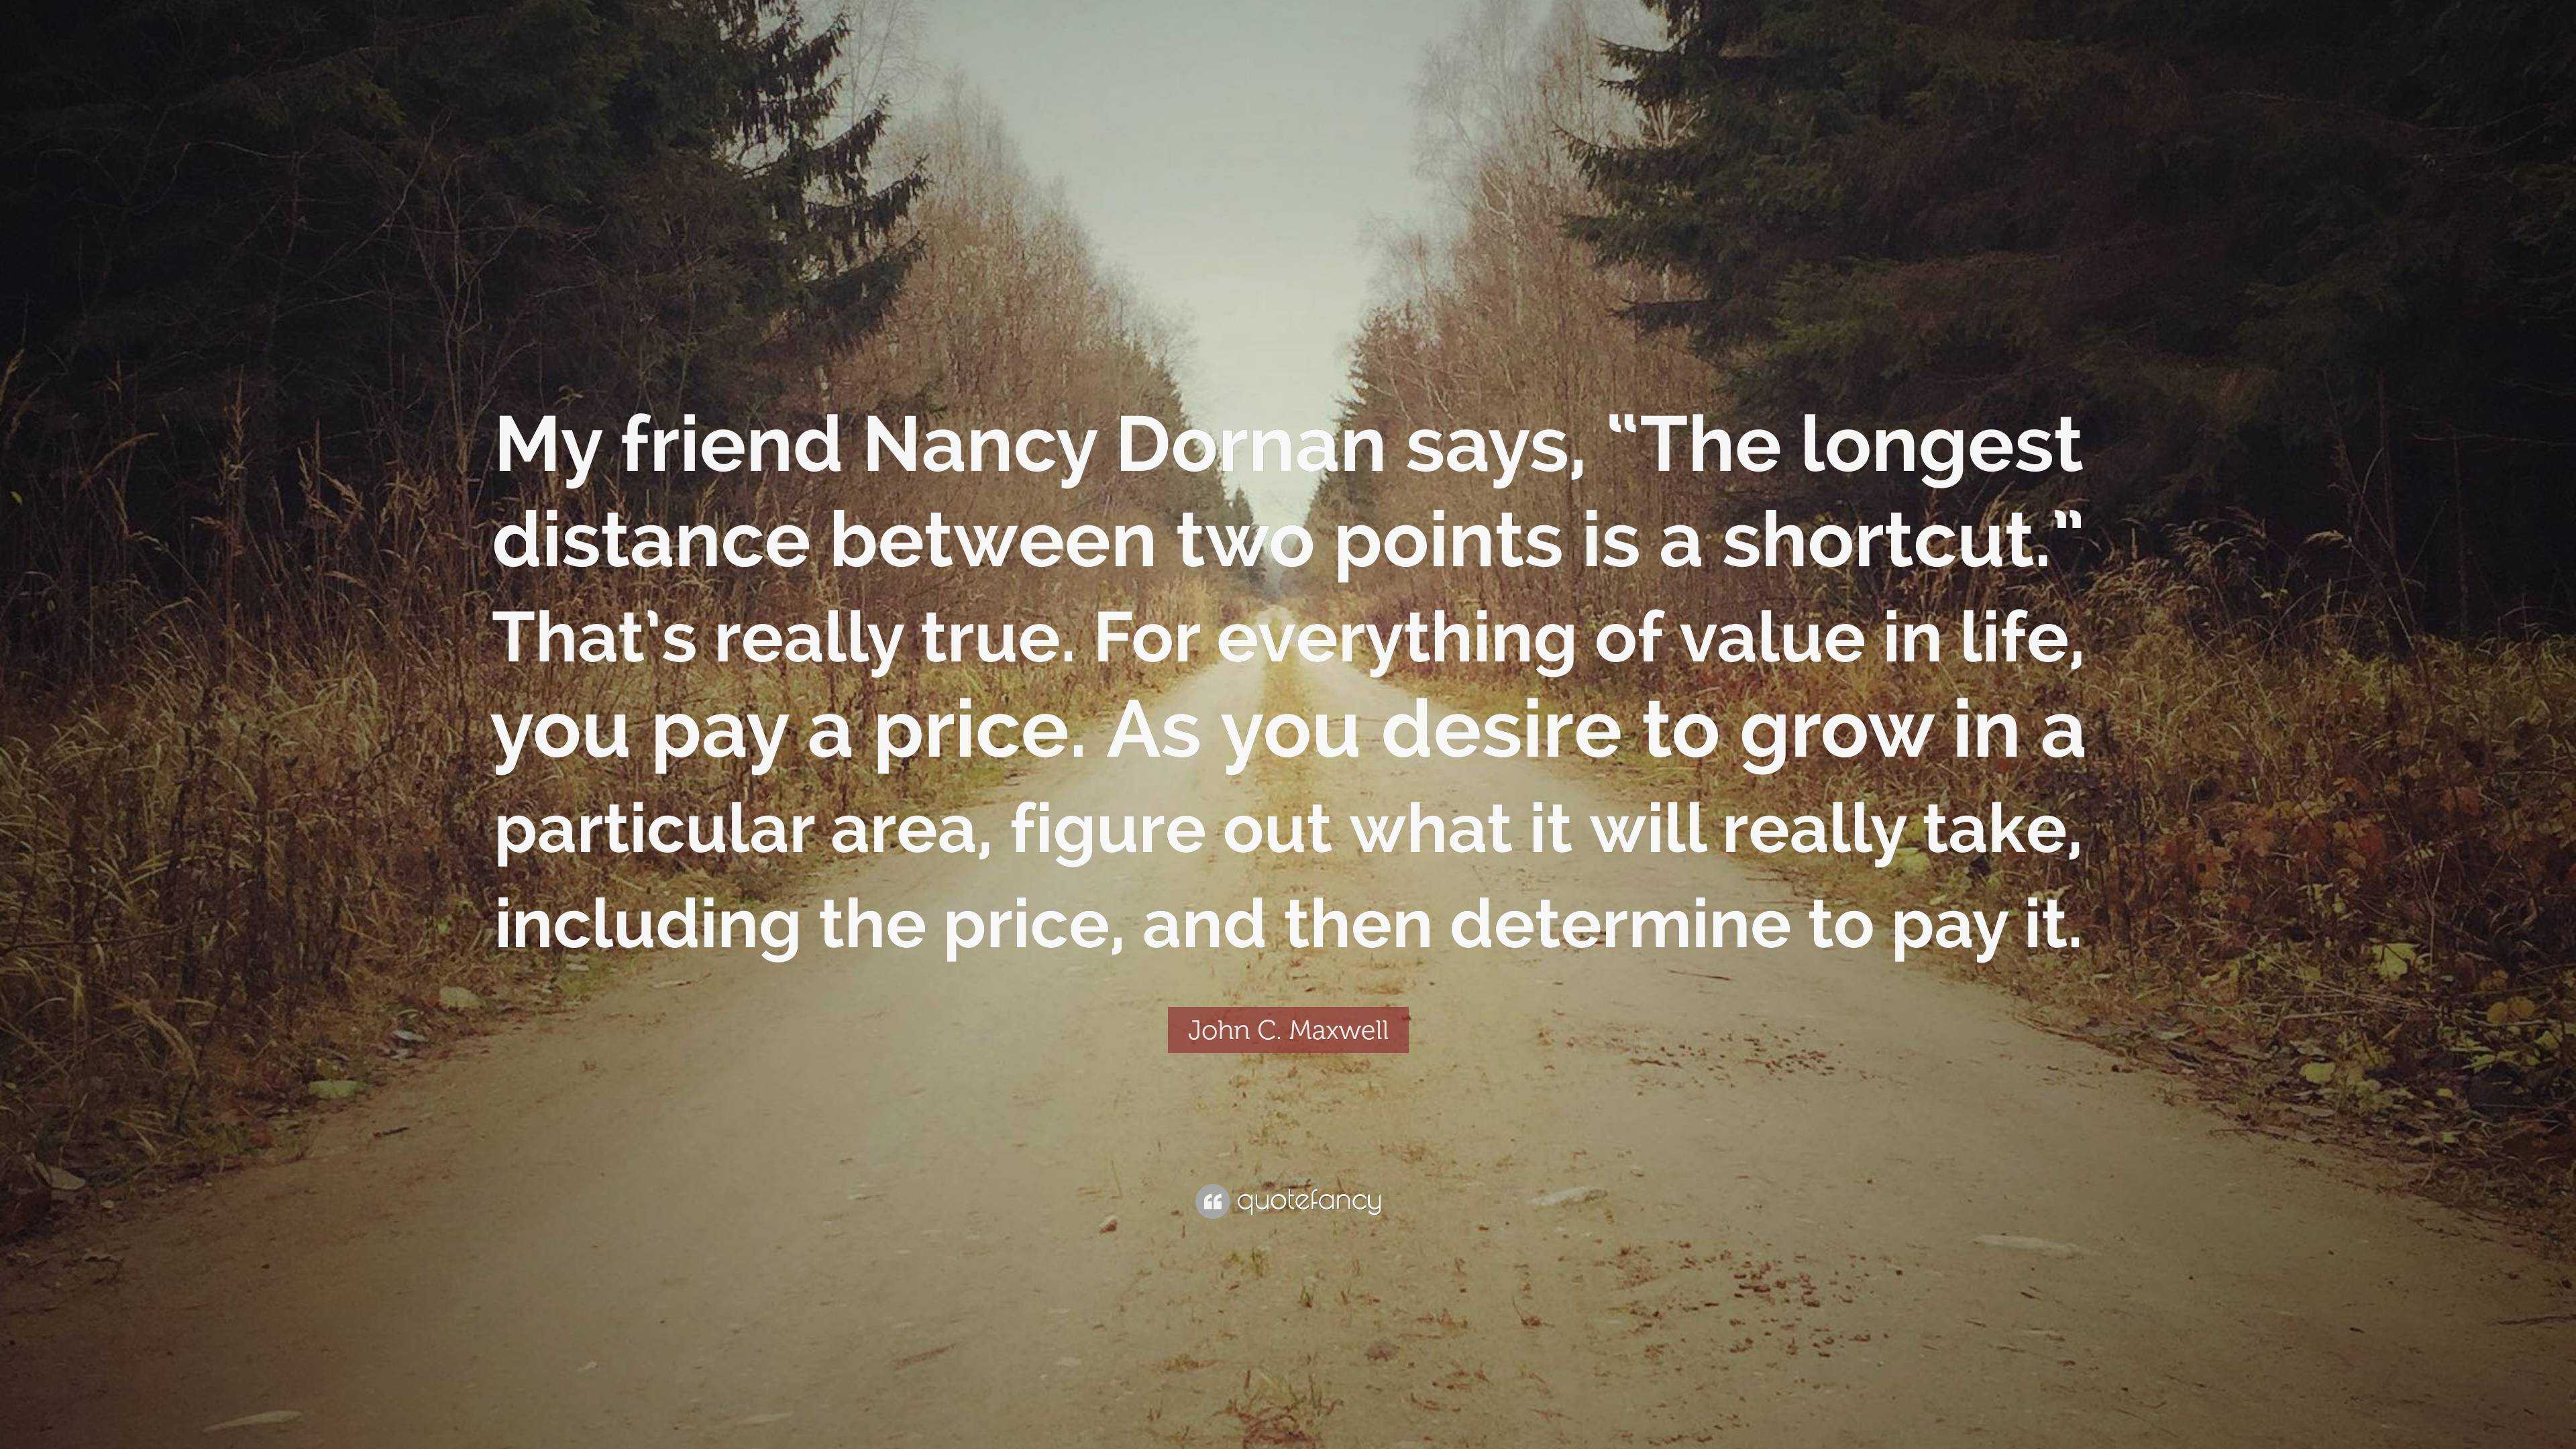 My friend Nancy Dornan says, “The longest
distance between two points is a shortcut.”
That’s really true. For everything of value in life,
you pay a price. As you desire to grow in a
particular area, figure out what it will really take,
including the price, and then determine to pay it.
John C. Maxwell
quotefancy